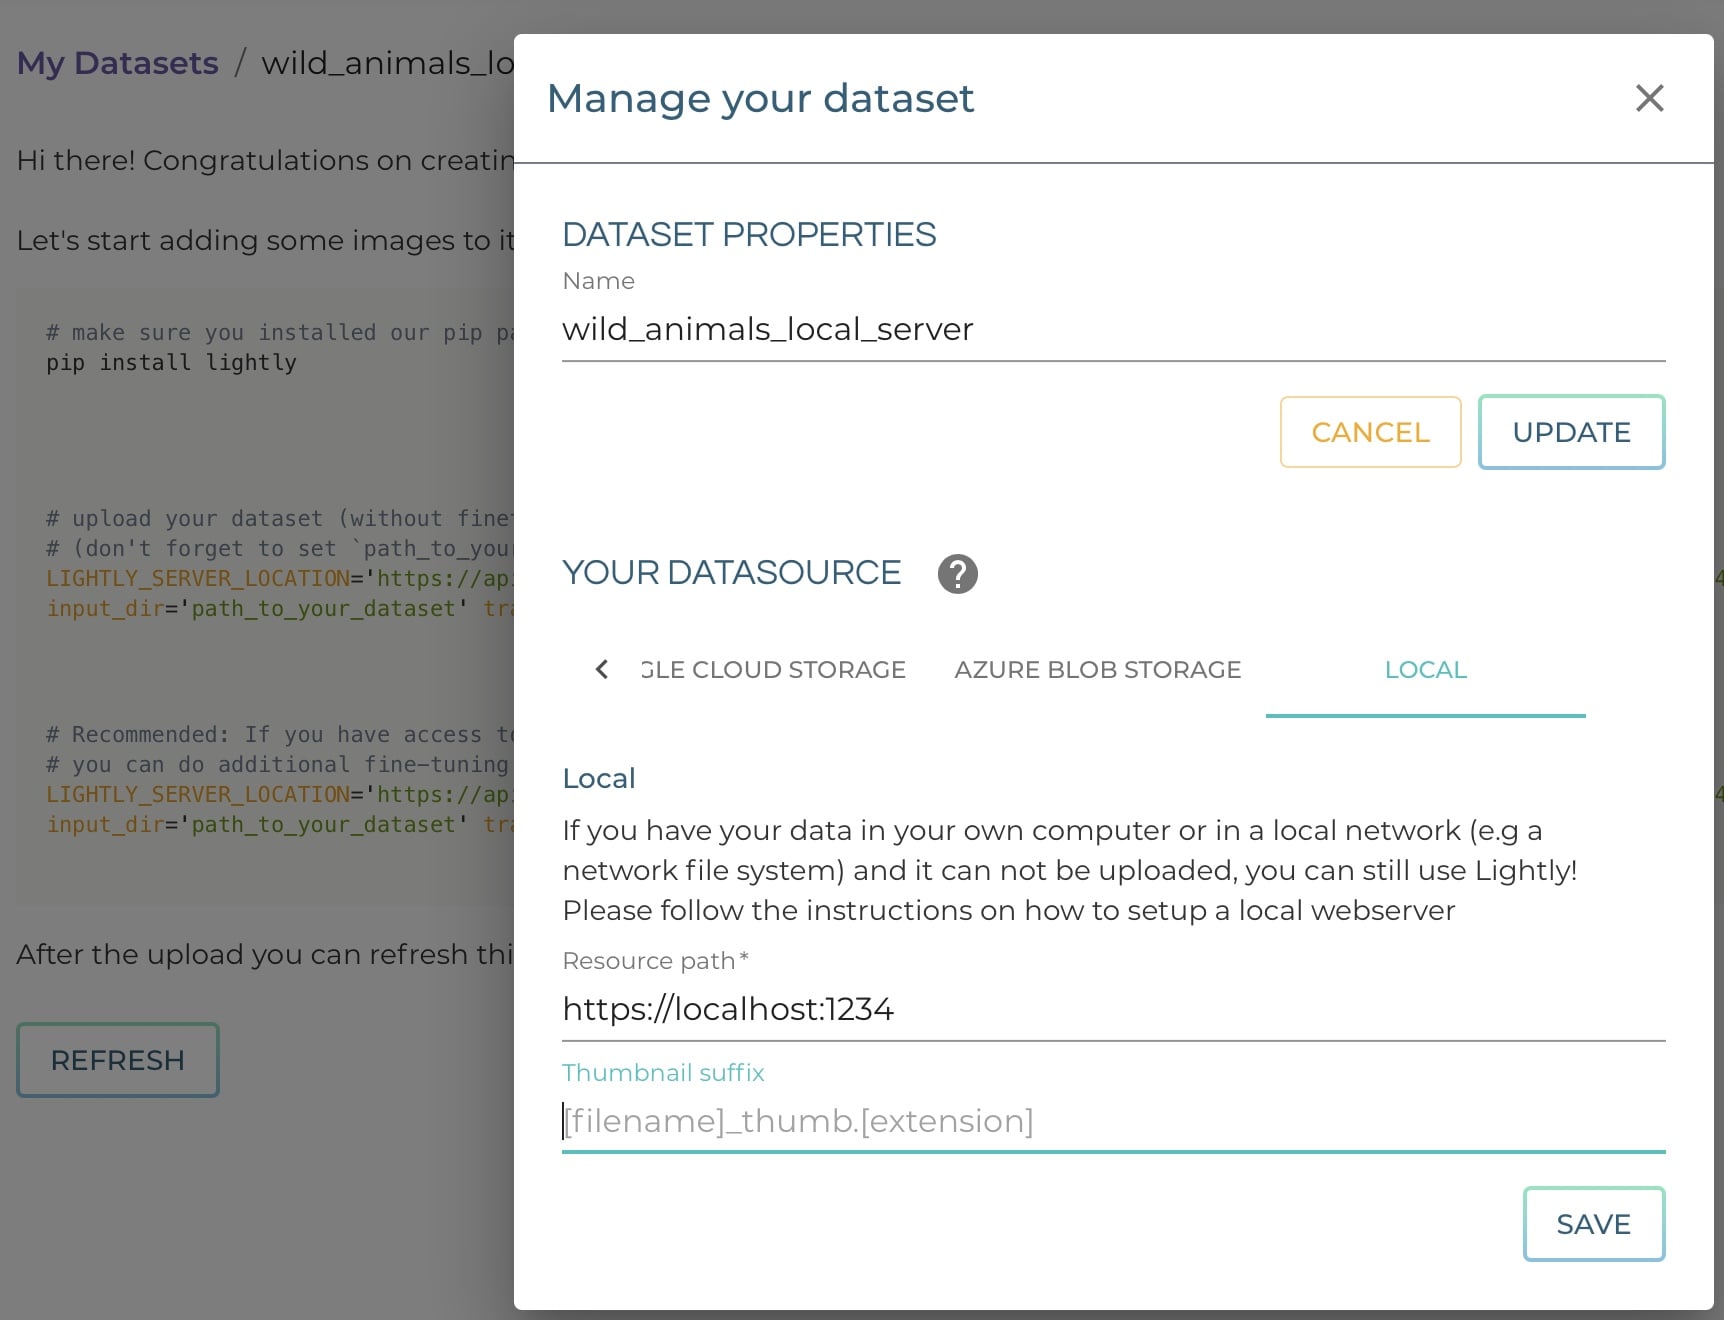 My Datasets / wild_animals_lo
Hi there! Congratulations on creatin
Let's start adding some images to it
# make sure you installed our pip pa
pip install lightly
# upload your dataset (without fine
# (don't forget to set `path_to_you
LIGHTLY_SERVER_LOCATION='https://ap
input_dir='path_to_your_dataset' tra
# Recommended: If you have access to
# you can do additional fine-tuning
LIGHTLY_SERVER_LOCATION='https://ap
input_dir='path_to_your_dataset' tra
After the upload you can refresh thi
REFRESH
Manage your dataset
DATASET PROPERTIES
Name
wild_animals_local_server
CANCEL
UPDATE
YOUR DATASOURCE ?
GLE CLOUD STORAGE
AZURE BLOB STORAGE
LOCAL
Local
If you have your data in your own computer or in a local network (e.g a
network file system) and it can not be uploaded, you can still use Lightly!
Please follow the instructions on how to setup a local webserver
Resource path*
https://localhost:1234
Thumbnail suffix
[filename]_thumb.[extension]
SAVE